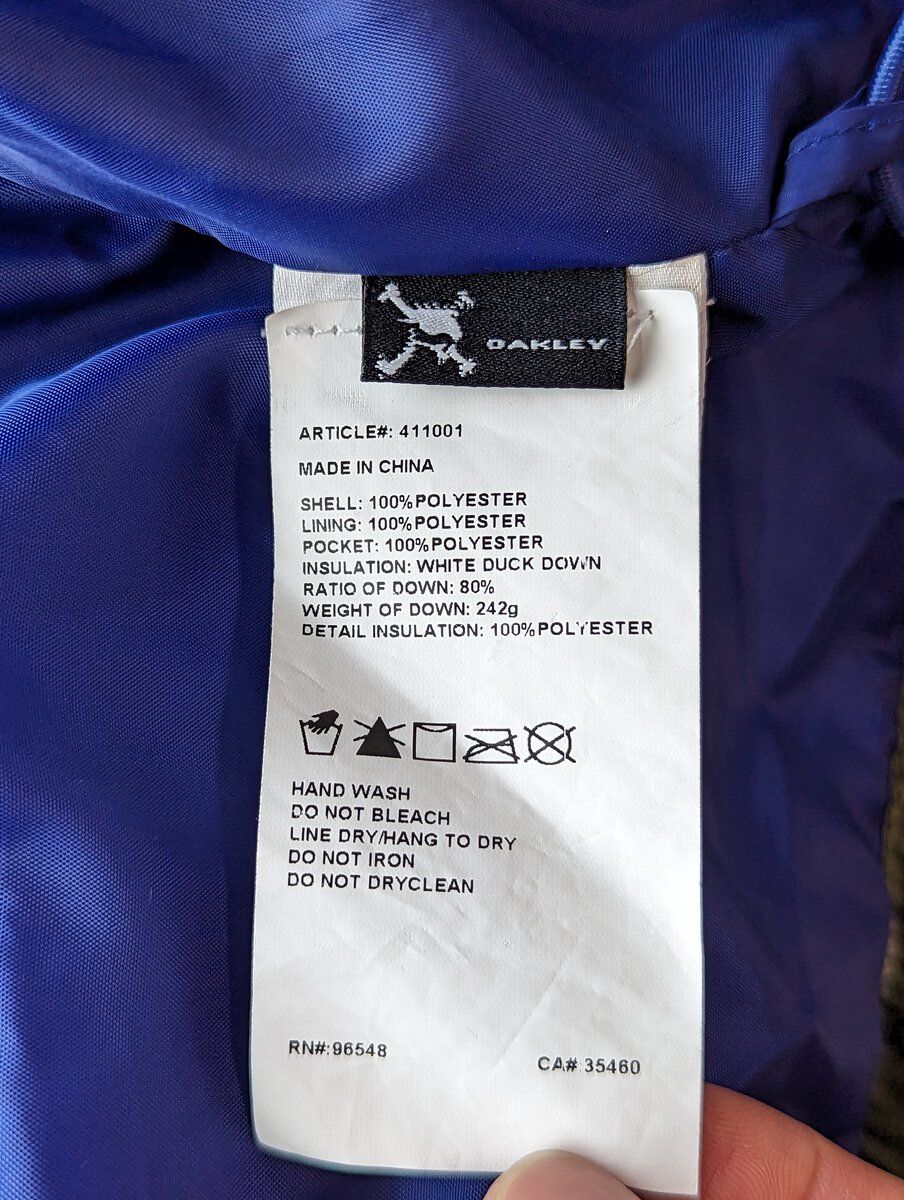 OAKLEY
ARTICLE#: 411001
MADE IN CHINA
SHELL: 100%POLYESTER
LINING: 100%POLYESTER
POCKET: 100%POLYESTER
INSULATION: WHITE DUCK DOWN
RATIO OF DOWN: 80%
WEIGHT OF DOWN: 242g
DETAIL INSULATION: 100%POLYESTER
HAND WASH
DO NOT BLEACH
LINE DRY/HANG TO DRY
DO NOT IRON
DO NOT DRYCLEAN
RN#:96548
CA# 35460